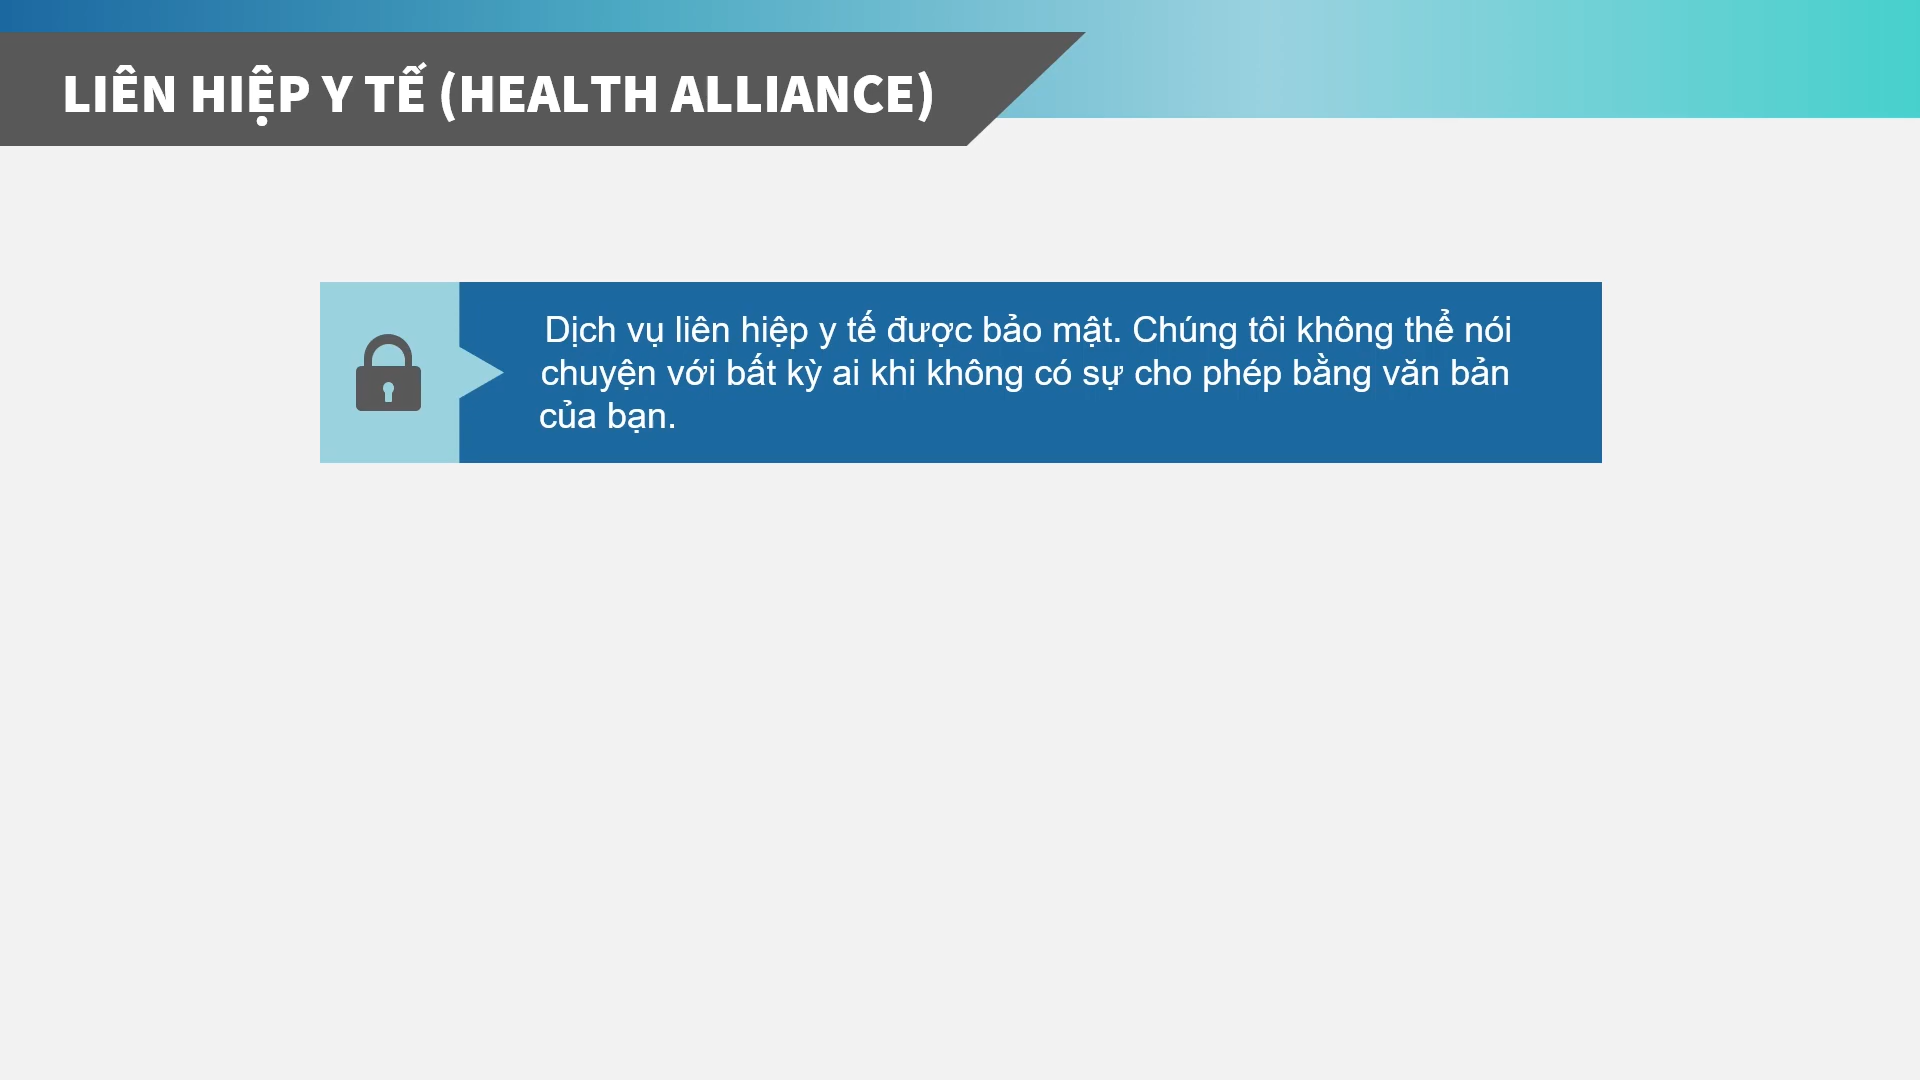 LIÊN HIỆP Y TẾ (HEALTH ALLIANCE)
Dịch vụ liên hiệp y tế được bảo mật. Chúng tôi không thể nói
chuyện với bất kỳ ai khi không có sự cho phép bằng văn bản
của bạn.